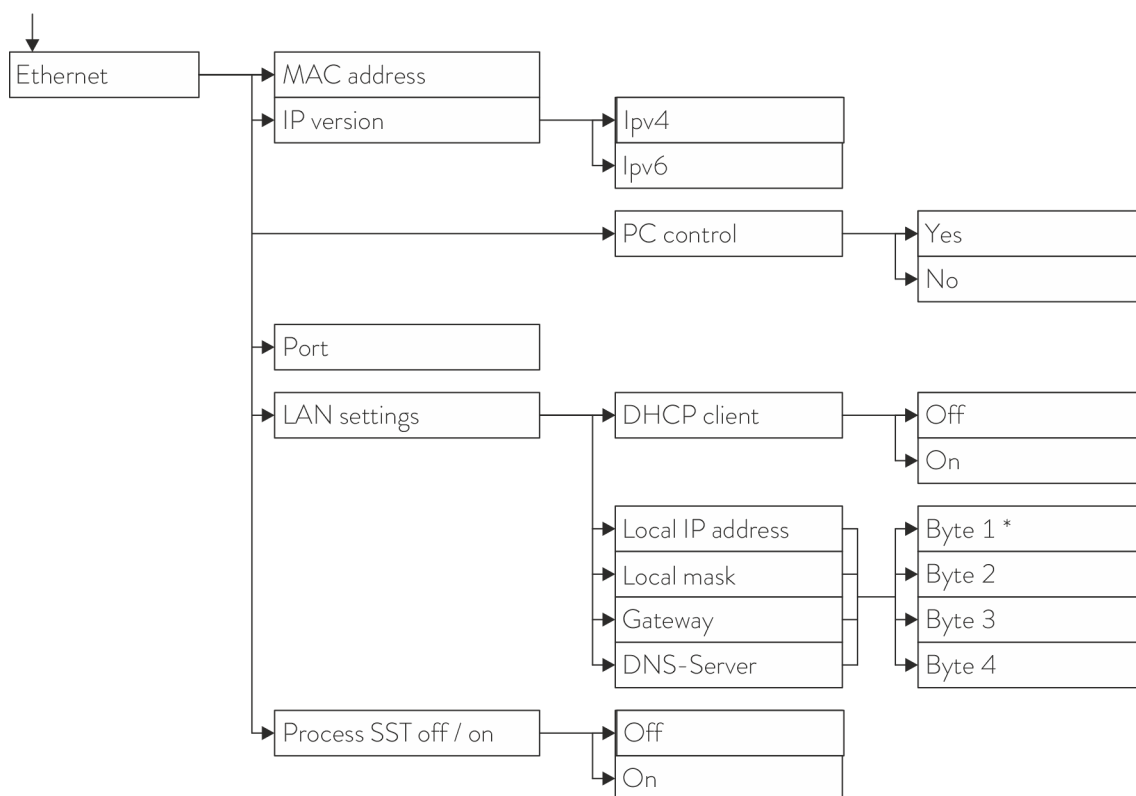 Ethernet
MAC address
IP version
Ipv4
Ipv6
PC control
Yes
No
Port
LAN settings
DHCP client
Off
On
Local IP address
Byte 1 *
Local mask
Byte 2
Gateway
Byte 3
DNS-Server
Byte 4
Process SST off / on
Off
On